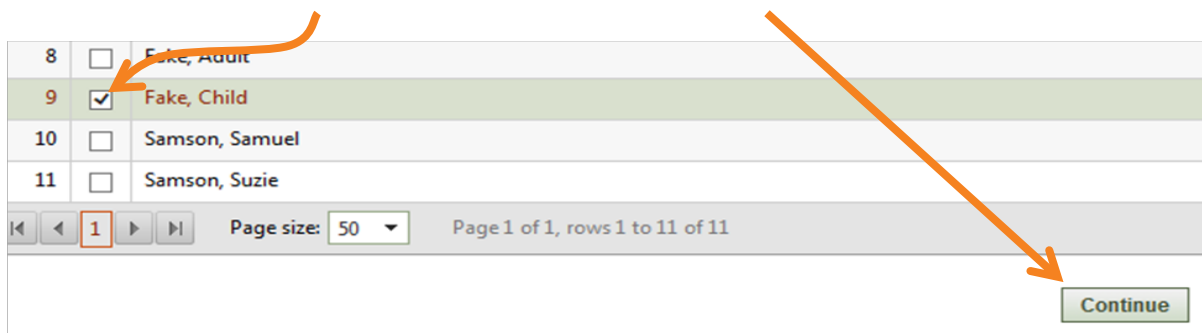 8 Fake, Adult
9 Fake, Child
10 Samson, Samuel
11 Samson, Suzie
1 Page size: 50 Page 1 of 1, rows 1 to 11 of 11
Continue